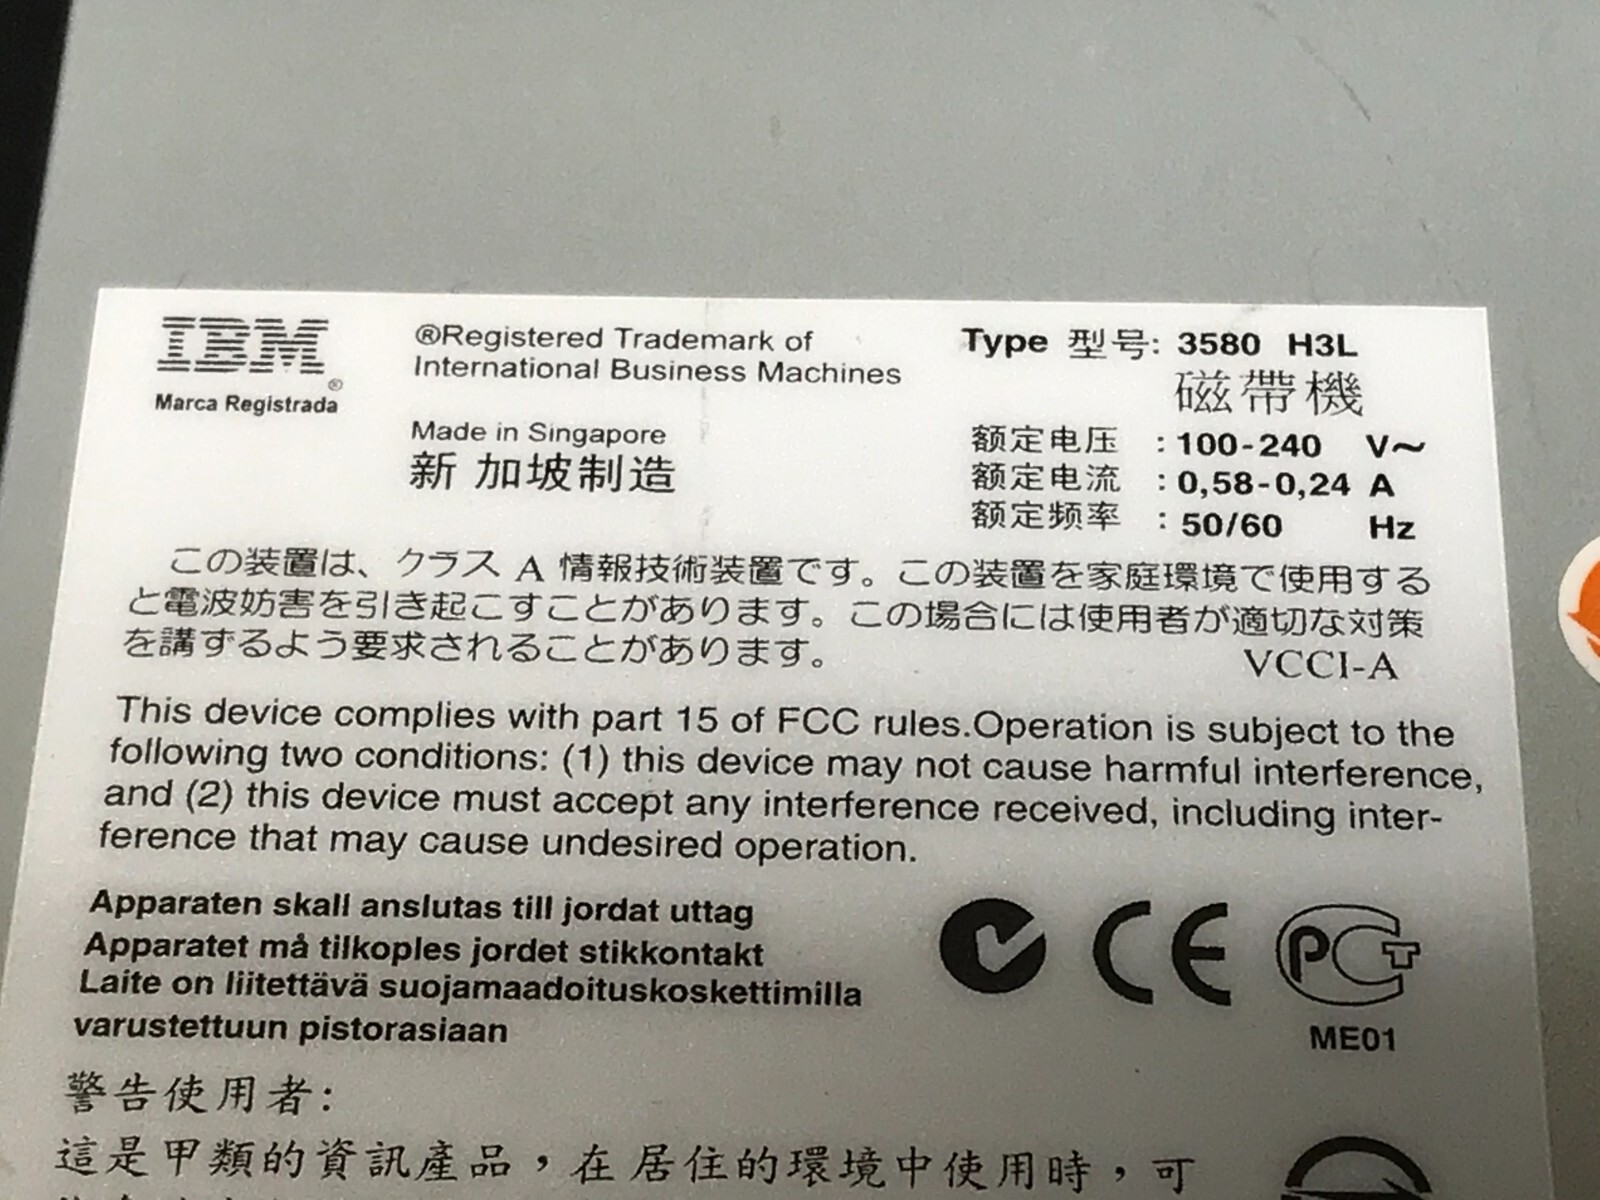 IBM®
Marca Registrada
®Registered Trademark of
International Business Machines
Made in Singapore
新 加坡制造
Type 型号: 3580 H3L
磁帶機
额定电压 : 100-240 V~
额定电流 : 0,58-0,24 A
额定频率 : 50/60 Hz
この装置は、クラス A 情報技術装置です。この装置を家庭環境で使用する
と電波妨害を引き起こすことがあります。この場合には使用者が適切な対策
を講ずるよう要求されることがあります。 VCCI-A
This device complies with part 15 of FCC rules.Operation is subject to the
following two conditions: (1) this device may not cause harmful interference,
and (2) this device must accept any interference received, including inter-
ference that may cause undesired operation.
Apparaten skall anslutas till jordat uttag
Apparatet må tilkoples jordet stikkontakt
Laite on liitettävä suojamaadoituskoskettimilla
varustettuun pistorasiaan
CE
PCT
ME01
警告使用者:
這是甲類的資訊產品，在居住的環境中使用時，可